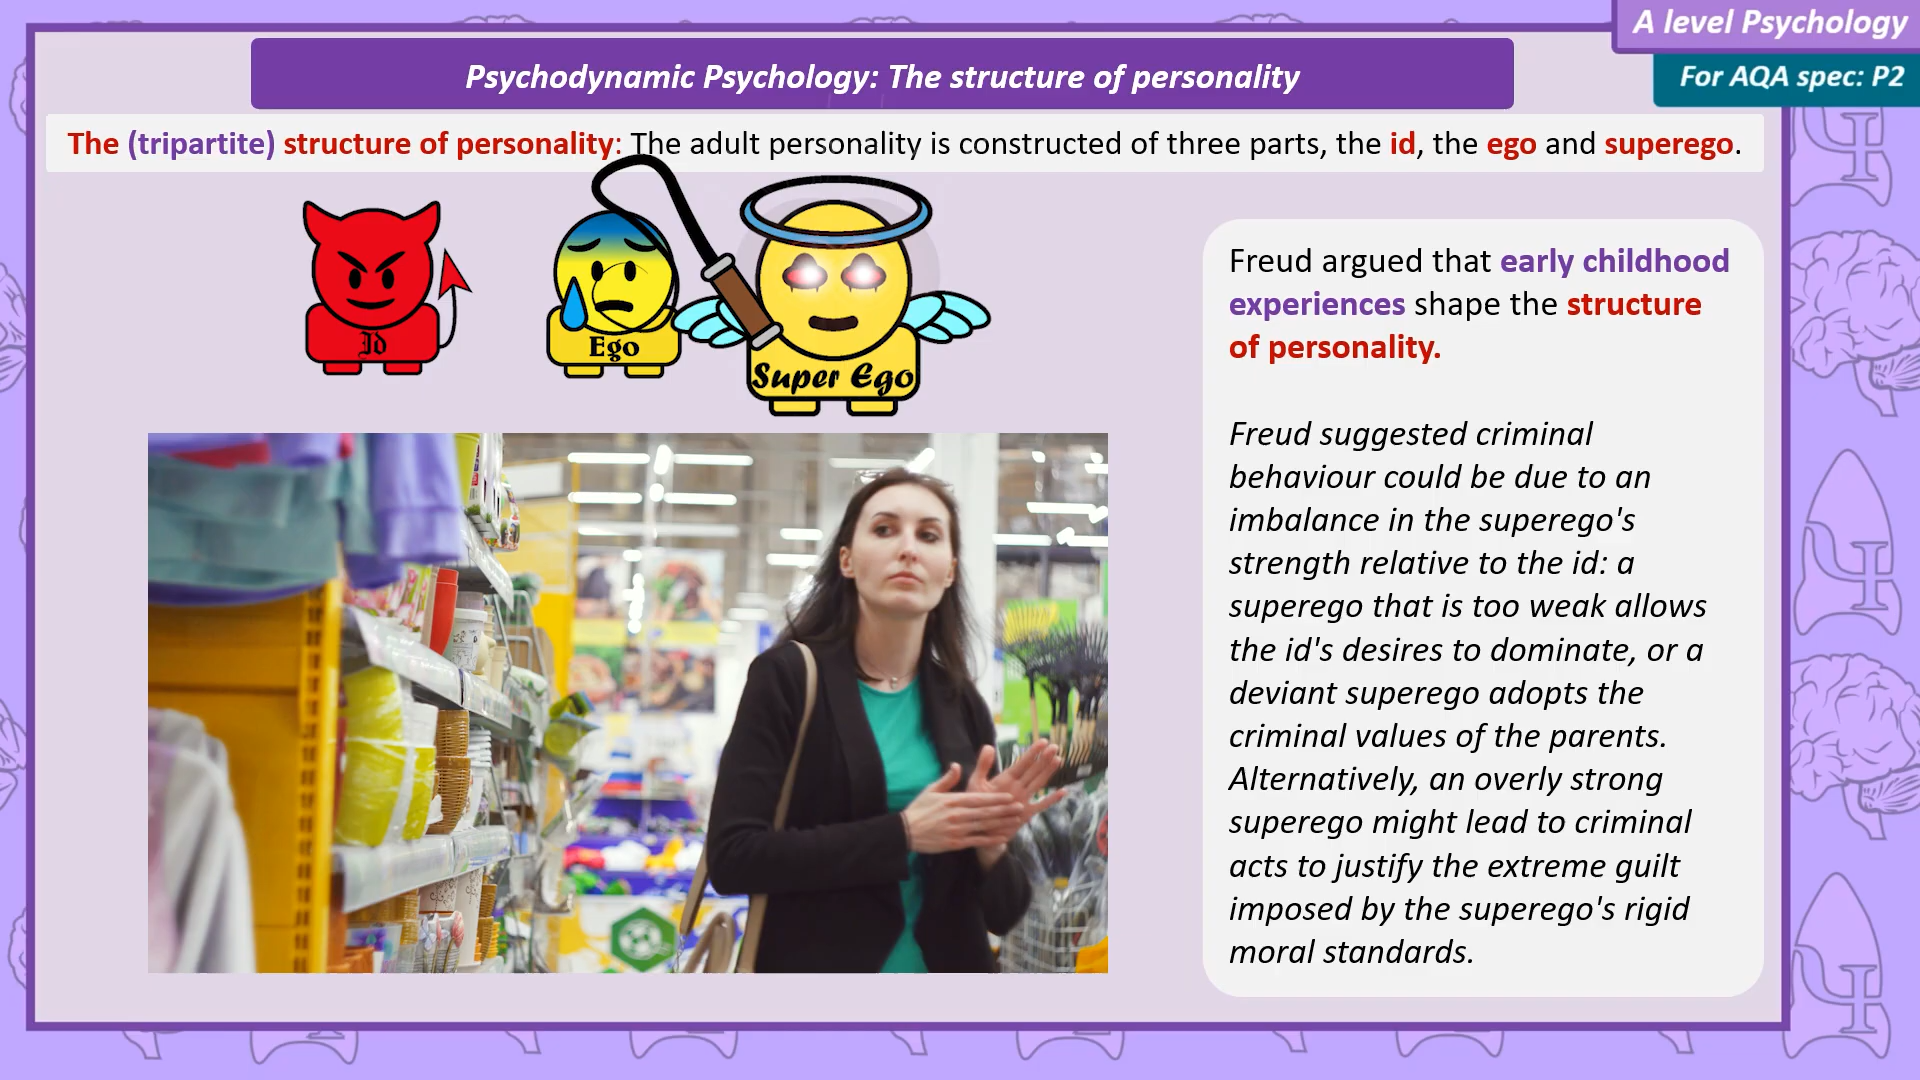 A level Psychology
Psychodynamic Psychology: The structure of personality
For AQA spec: P2
The (tripartite) structure of personality: The adult personality is constructed of three parts, the id, the ego and superego.
Id
Ego
Super Ego
Freud argued that early childhood
experiences shape the structure
of personality.
Freud suggested criminal
behaviour could be due to an
imbalance in the superego's
strength relative to the id: a
superego that is too weak allows
the id's desires to dominate, or a
deviant superego adopts the
criminal values of the parents.
Alternatively, an overly strong
superego might lead to criminal
acts to justify the extreme guilt
imposed by the superego's rigid
moral standards.